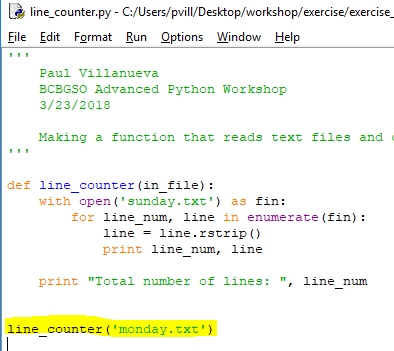 line_counter.py - C:/Users/pvill/Desktop/workshop/exercise/exercise_
File Edit Format Run Options Window Help
'''
    Paul Villanueva
    BCBGSO Advanced Python Workshop
    3/23/2018

    Making a function that reads text files and
'''

def line_counter(in_file):
    with open('sunday.txt') as fin:
        for line_num, line in enumerate(fin):
            line = line.rstrip()
            print line_num, line

    print "Total number of lines: ", line_num


line_counter('monday.txt')